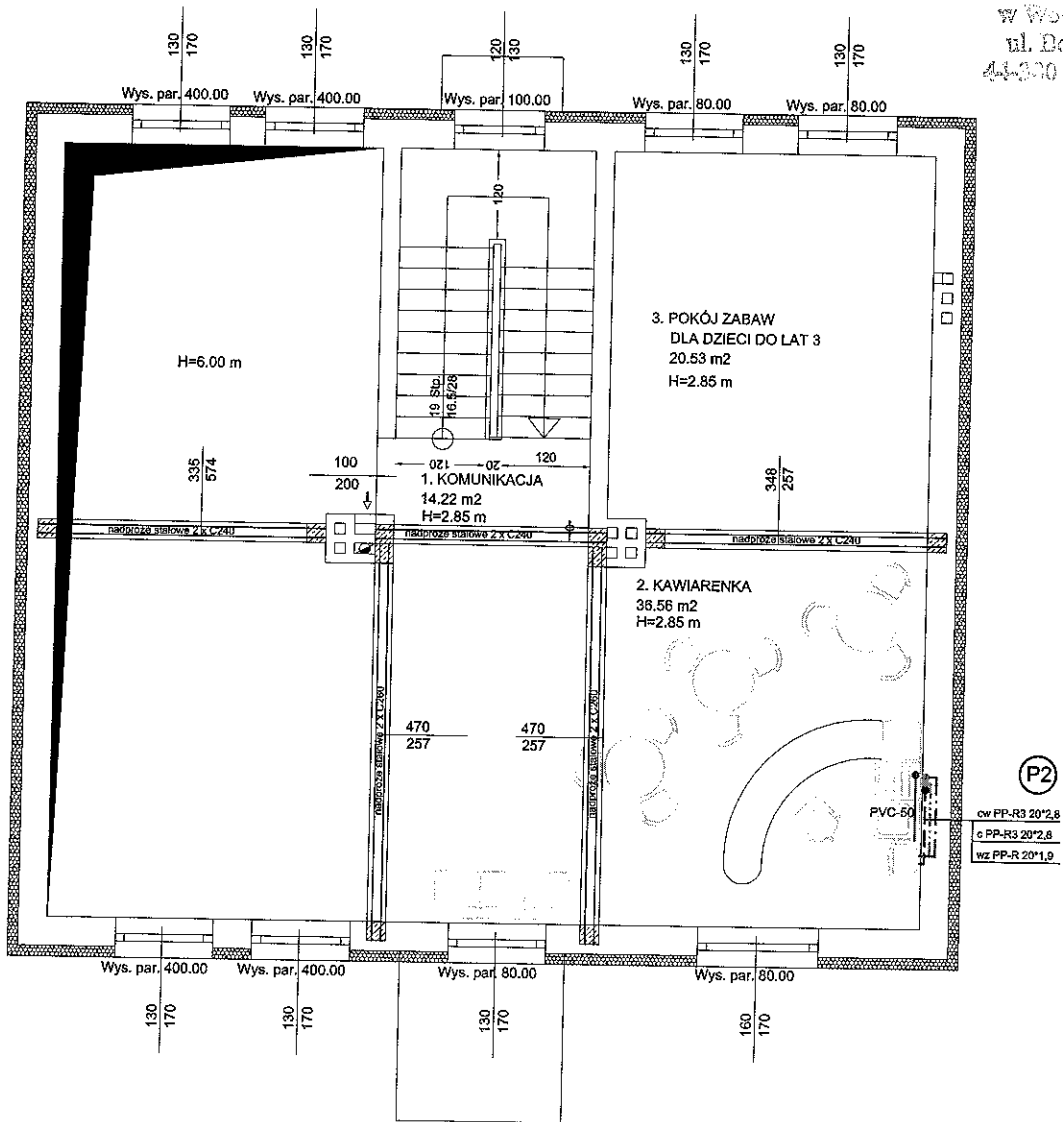 w Wo
ul. Bo
44-300
130
170
130
170
120
130
130
170
130
170
Wys. par. 400.00
Wys. par. 400.00
Wys. par. 100.00
Wys. par. 80.00
Wys. par. 80.00
120
3. POKÓJ ZABAW
DLA DZIECI DO LAT 3
20.53 m2
H=2.85 m
H=6.00 m
19 Stp.
16.5/28
120
20
120
335
574
100
200
1. KOMUNIKACJA
14.22 m2
H=2.85 m
348
257
nadproże stalowe 2 x C240
nadproże stalowe 2 x C240
nadproże stalowe 2 x C240
2. KAWIARENKA
36.56 m2
H=2.85 m
nadproże stalowe 2 x C260
nadproże stalowe 2 x C260
470
257
470
257
P2
PVC-50
cw PP-R3 20*2,8
c PP-R3 20*2,8
wz PP-R 20*1,9
Wys. par. 400.00
Wys. par. 400.00
Wys. par. 80.00
Wys. par. 80.00
130
170
130
170
130
170
160
170